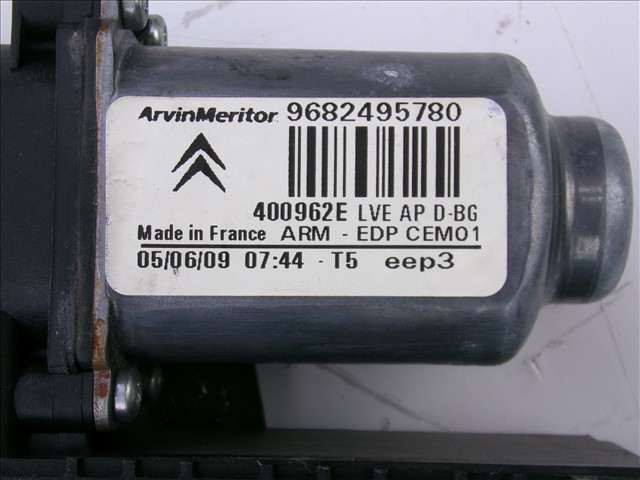 ArvinMeritor 9682495780
400962E LVE AP D-BG
Made in France ARM - EDP CEM01
05/06/09 07:44 - T5 eep3